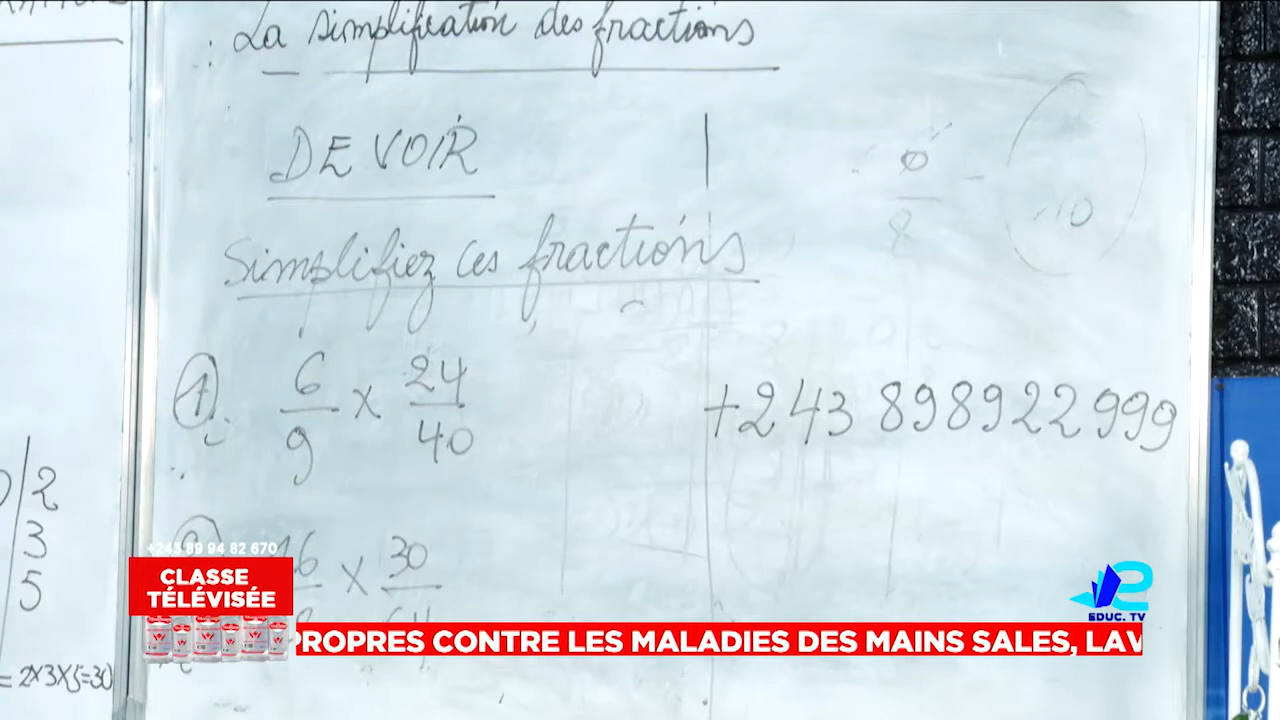 La simplification des fractions
DEVOIR
Simplifiez ces fractions
1 6/9 x 24/40
+243 898922999
x 30
2
3
5
= 2x3x5=30
8
10
+243 89 94 82 670
CLASSE
TÉLÉVISÉE
PROPRES CONTRE LES MALADIES DES MAINS SALES, LAV
EDUC. TV